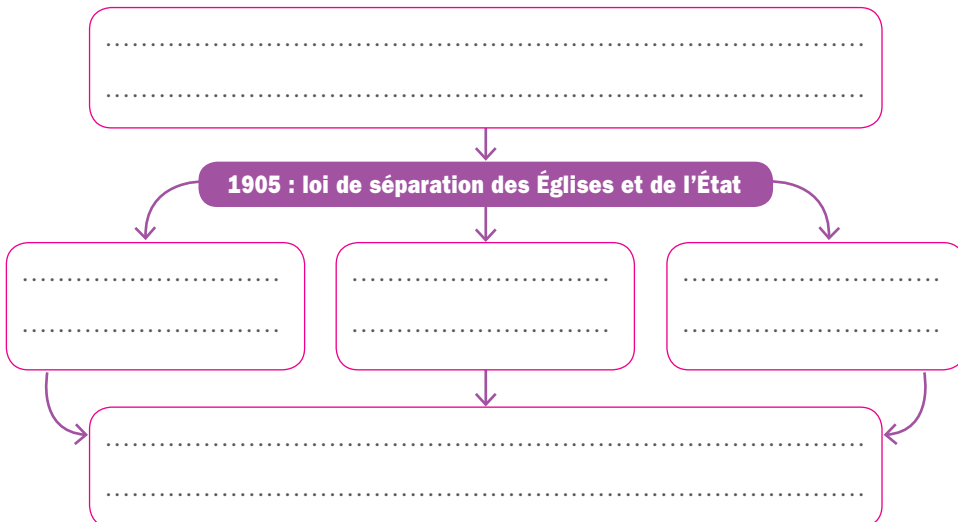 1905 : loi de séparation des Églises et de l’État